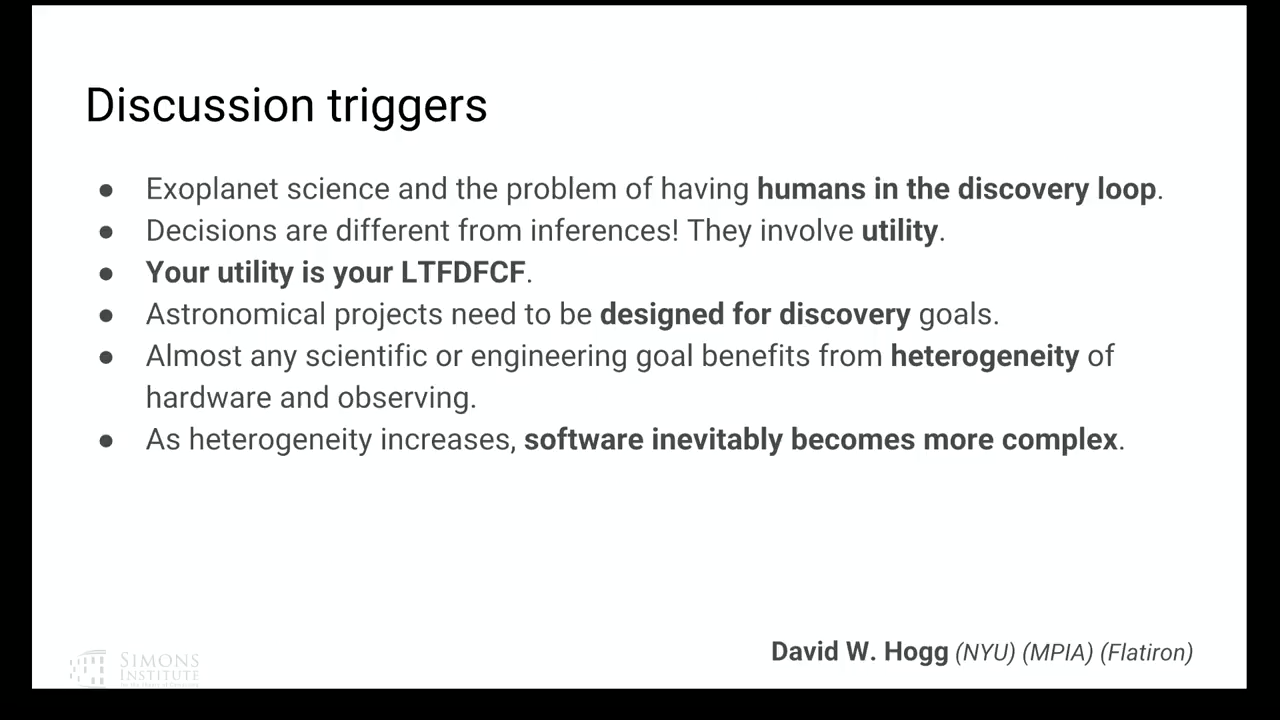 Discussion triggers
● Exoplanet science and the problem of having humans in the discovery loop.
● Decisions are different from inferences! They involve utility.
● Your utility is your LTFDFCF.
● Astronomical projects need to be designed for discovery goals.
● Almost any scientific or engineering goal benefits from heterogeneity of
hardware and observing.
● As heterogeneity increases, software inevitably becomes more complex.
David W. Hogg (NYU) (MPIA) (Flatiron)
SIMONS
INSTITUTE